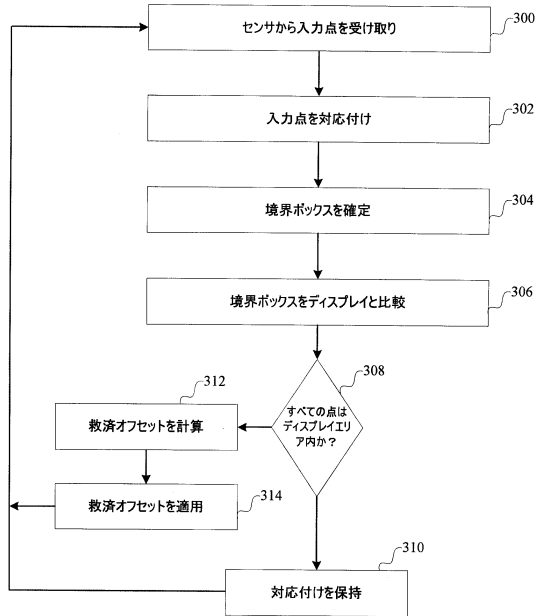 センサから入力点を受け取り
300
入力点を対応付け
302
境界ボックスを確定
304
境界ボックスをディスプレイと比較
306
308
すべての点は
ディスプレイエリ
ア内か?
312
救済オフセットを計算
救済オフセットを適用
314
310
対応付けを保持